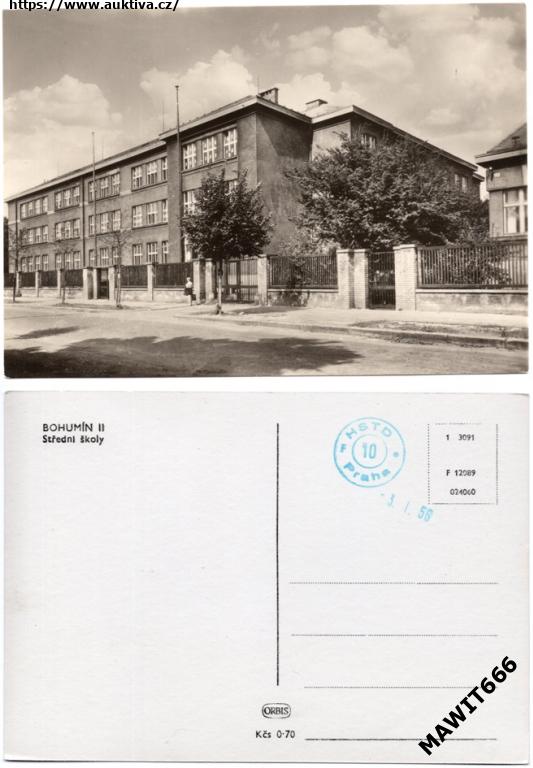 https://www.auktiva.cz/
BOHUMÍN II
Střední školy
HSTD
F
10
e
Praha
-3. I. 56
1 3091
F 12089
024060
ORBIS
Kčs 0·70
MAWIT666